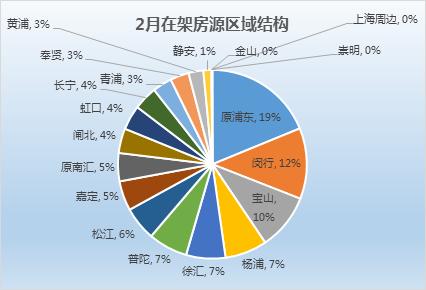 2月在架房源区域结构
原浦东, 19%
闵行, 12%
宝山,
10%
杨浦, 7%
徐汇, 7%
普陀, 7%
松江, 6%
嘉定, 5%
原南汇, 5%
闸北, 4%
虹口, 4%
长宁, 4%
青浦, 3%
奉贤, 3%
黄浦, 3%
静安, 1%
金山, 0%
上海周边, 0%
崇明, 0%